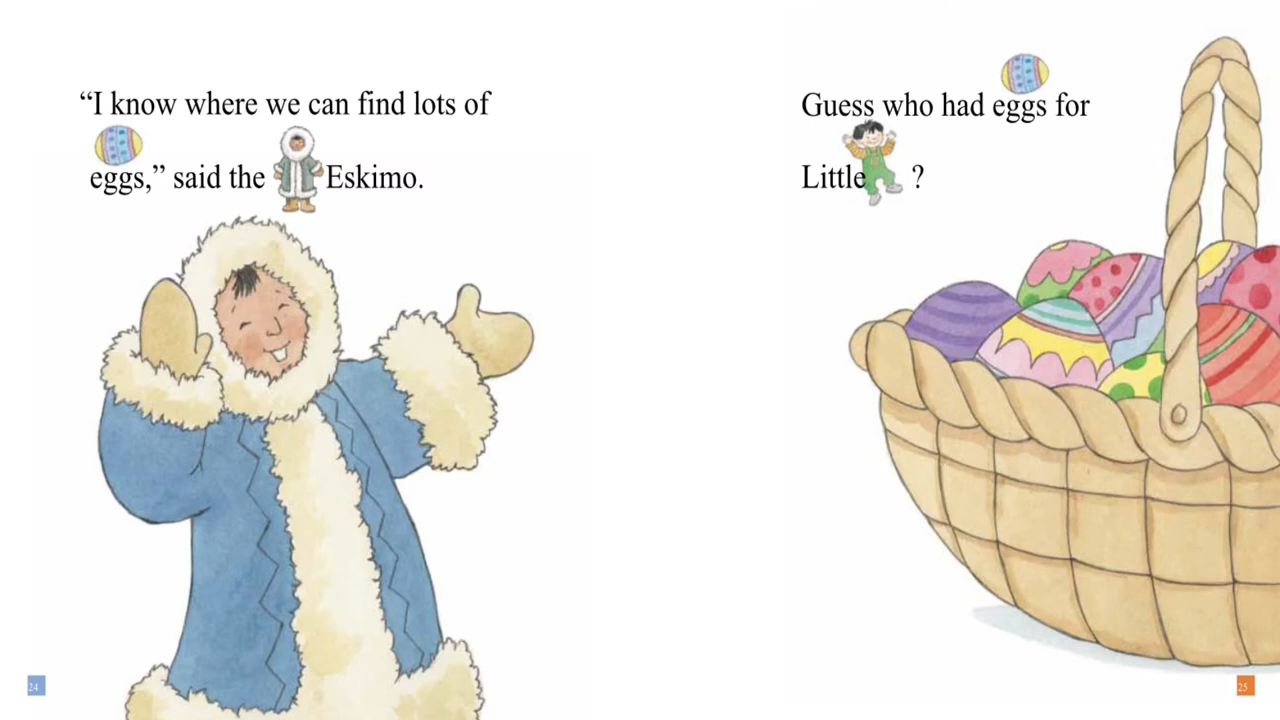 “I know where we can find lots of
eggs,” said the Eskimo.
24
Guess who had eggs for
Little ?
25